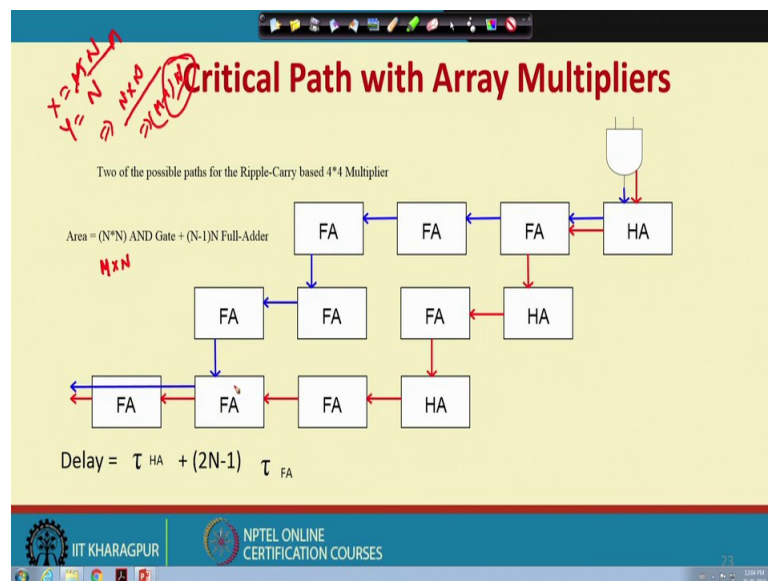 X = M
Y = N
N x N
Critical Path with Array Multipliers
Two of the possible paths for the Ripple-Carry based 4*4 Multiplier
Area = (N*N) AND Gate + (N-1)N Full-Adder
M x N
FA FA FA HA
FA FA FA HA
FA FA FA HA
Delay = τ HA + (2N-1) τ FA
IIT KHARAGPUR
NPTEL ONLINE
CERTIFICATION COURSES
23